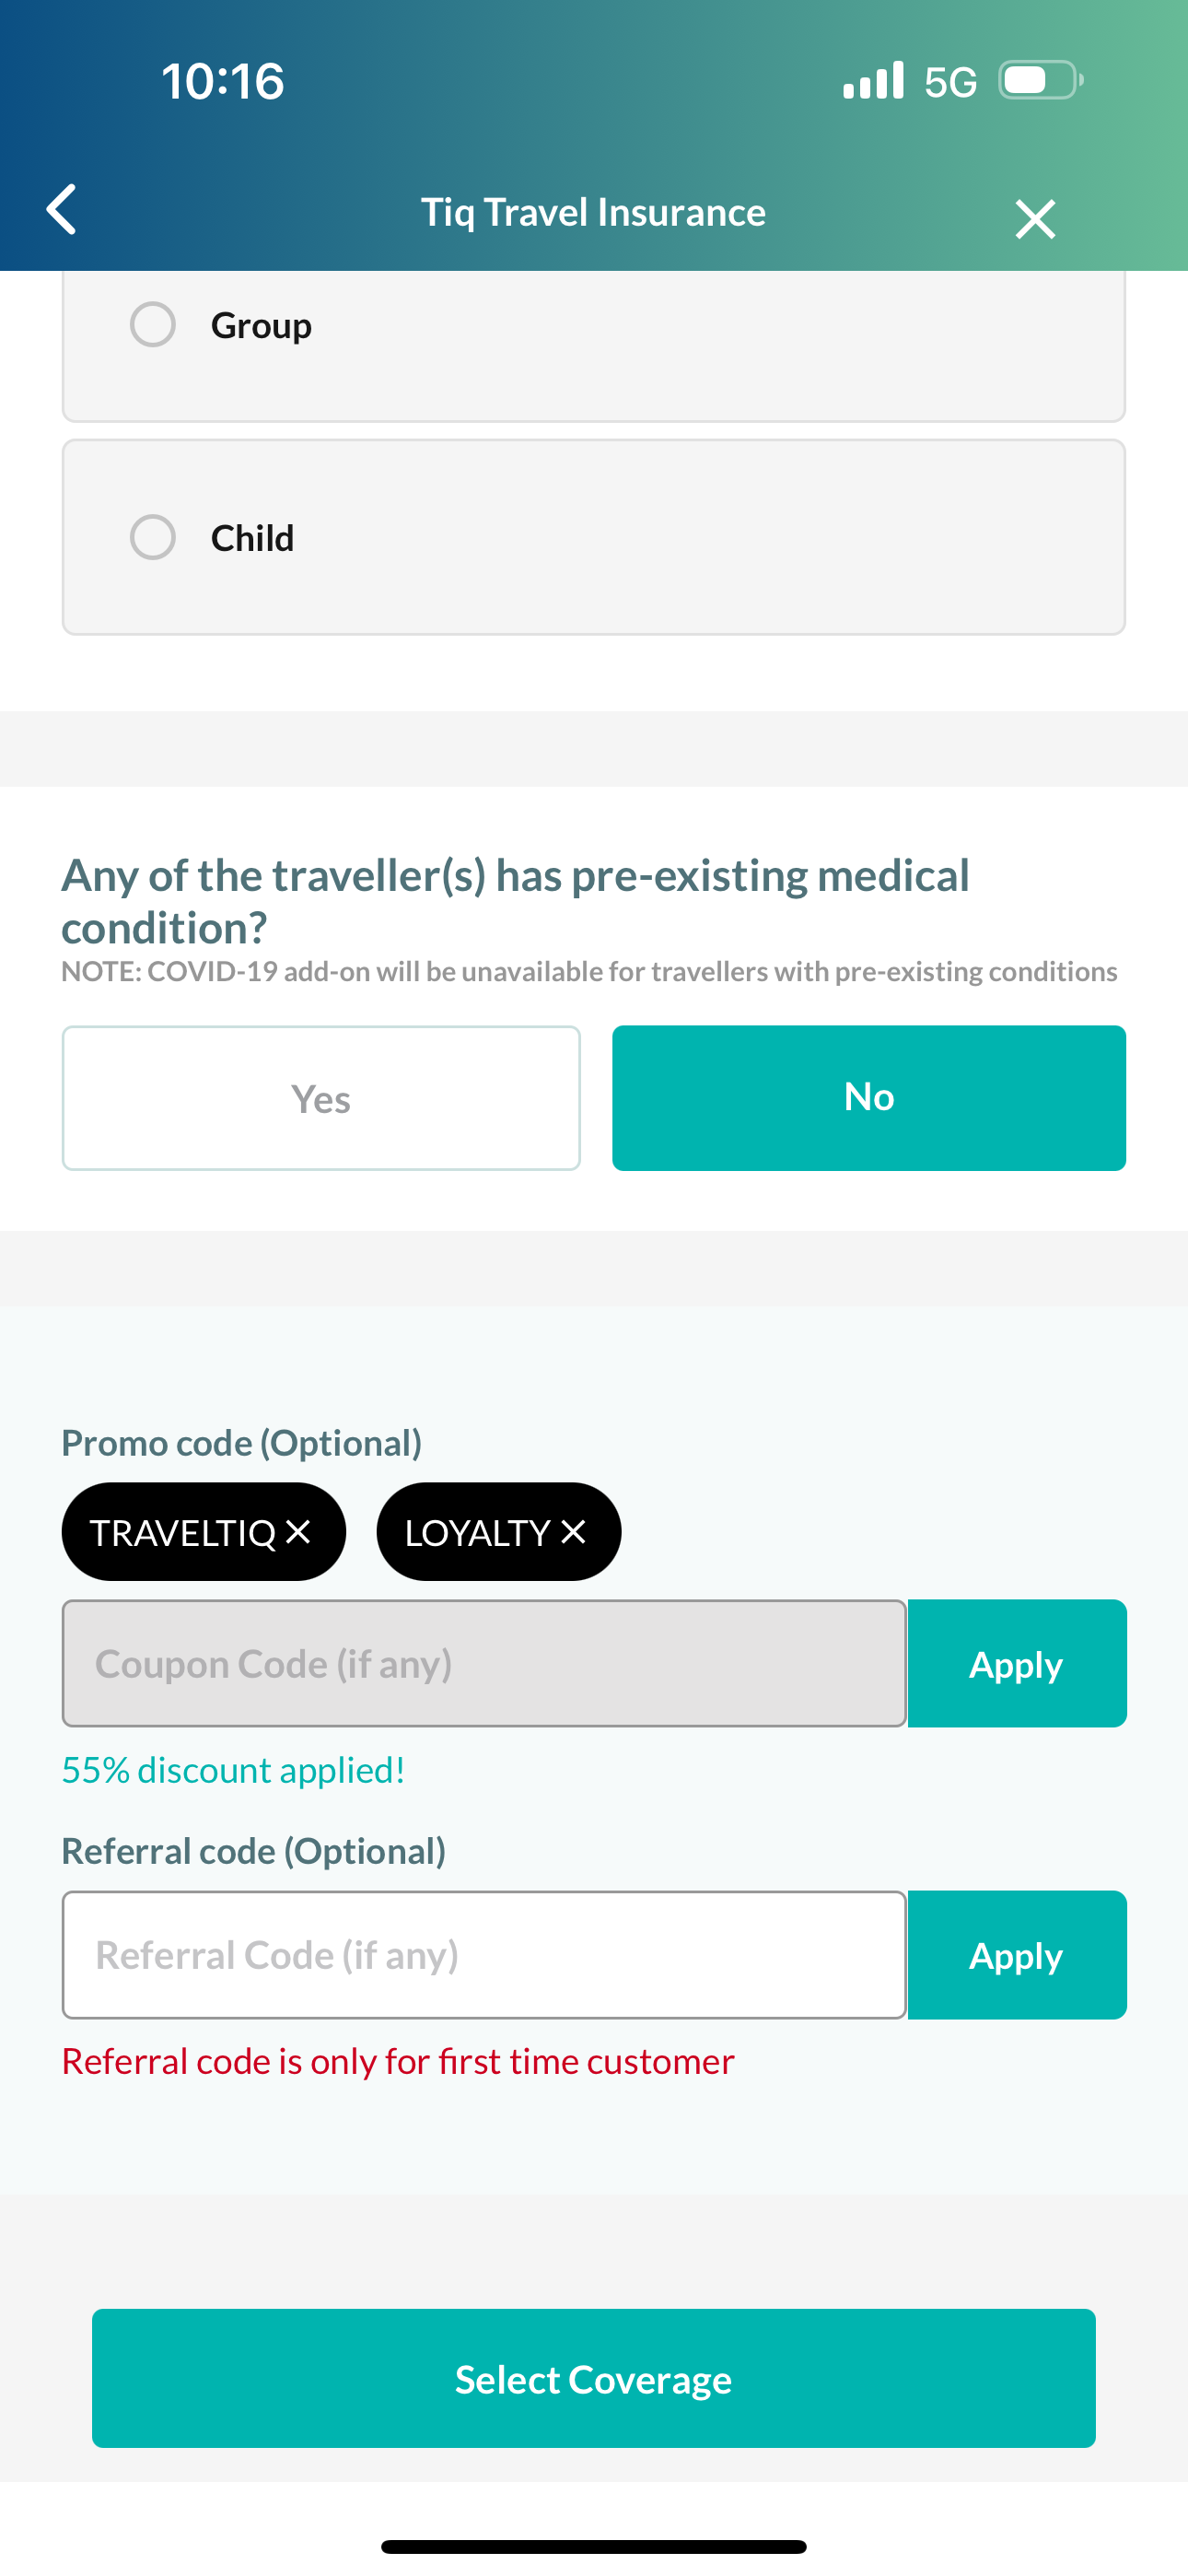 10:16
5G
Tiq Travel Insurance
Group
Child
Any of the traveller(s) has pre-existing medical
condition?
NOTE: COVID-19 add-on will be unavailable for travellers with pre-existing conditions
Yes
No
Promo code (Optional)
TRAVELTIQ ×
LOYALTY ×
Coupon Code (if any)
Apply
55% discount applied!
Referral code (Optional)
Referral Code (if any)
Apply
Referral code is only for first time customer
Select Coverage